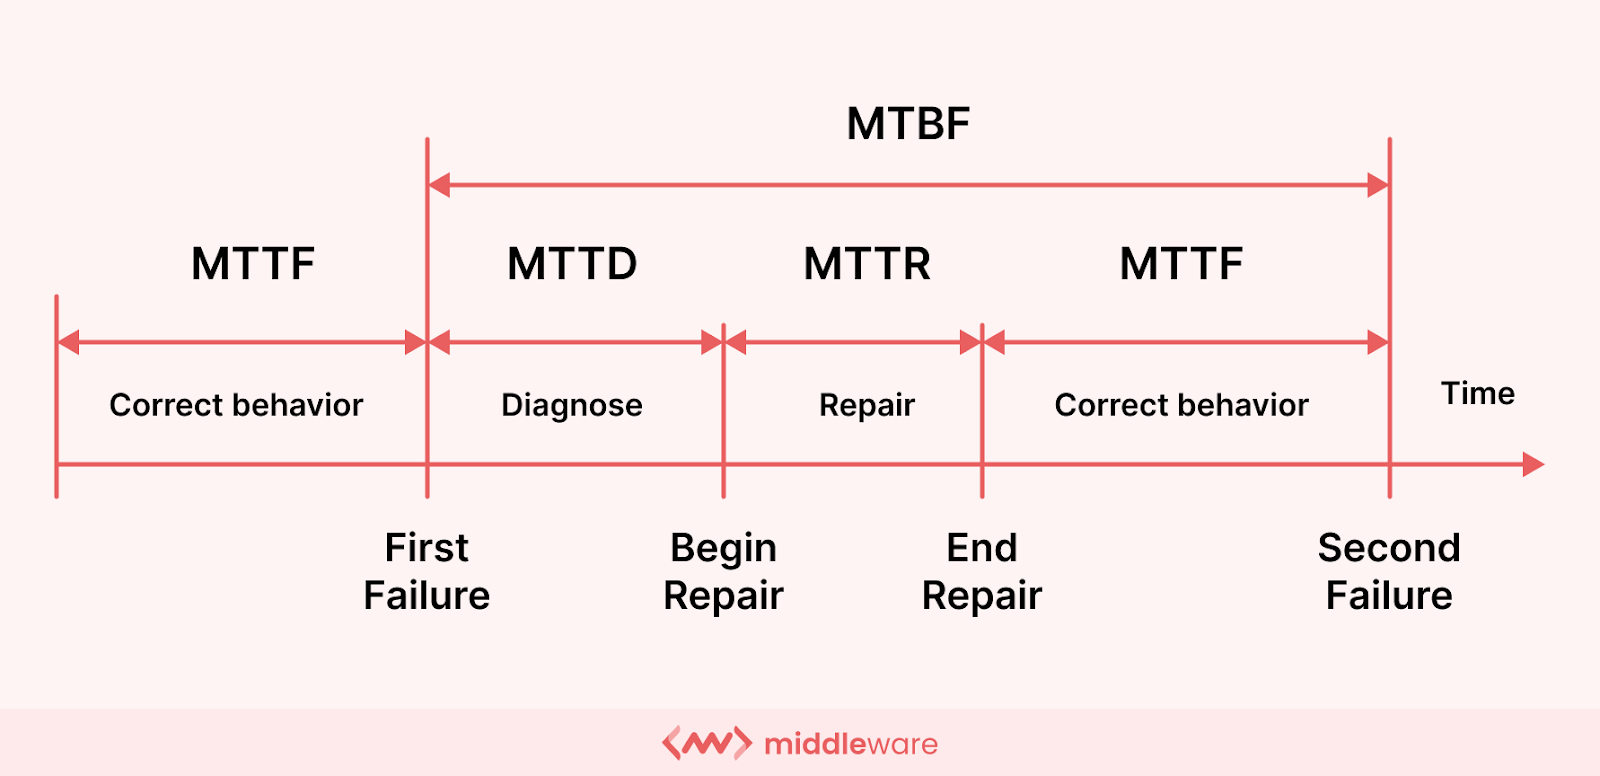 MTBF
MTTF
MTTD
MTTR
MTTF
Correct behavior
Diagnose
Repair
Correct behavior
Time
First
Failure
Begin
Repair
End
Repair
Second
Failure
middleware